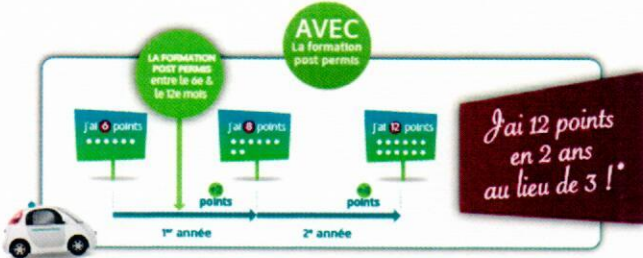 AVEC
La formation
post permis
LA FORMATION
POST PERMIS
entre le 6e &
le 12e mois
j'ai 6 points
j'ai 8 points
j'ai 12 points
J'ai 12 points
en 2 ans
au lieu de 3 !*
points
points
1re année
2e année